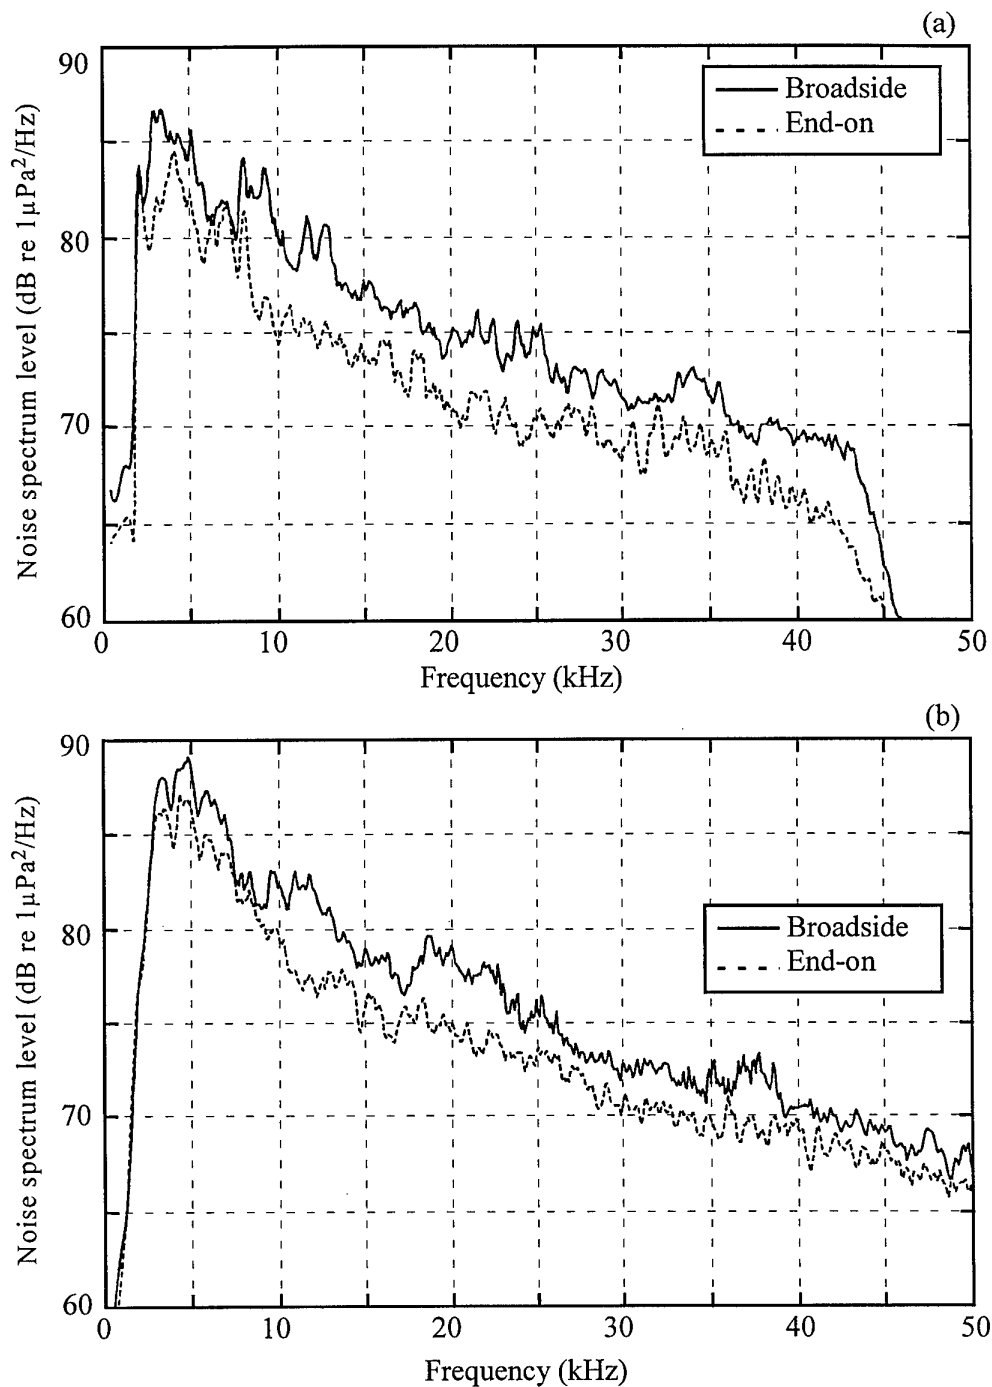 (a)
90
80
70
60
Noise spectrum level (dB re 1μPa²/Hz)
Broadside
End-on
0 10 20 30 40 50
Frequency (kHz)
(b)
90
80
70
60
Noise spectrum level (dB re 1μPa²/Hz)
Broadside
End-on
0 10 20 30 40 50
Frequency (kHz)